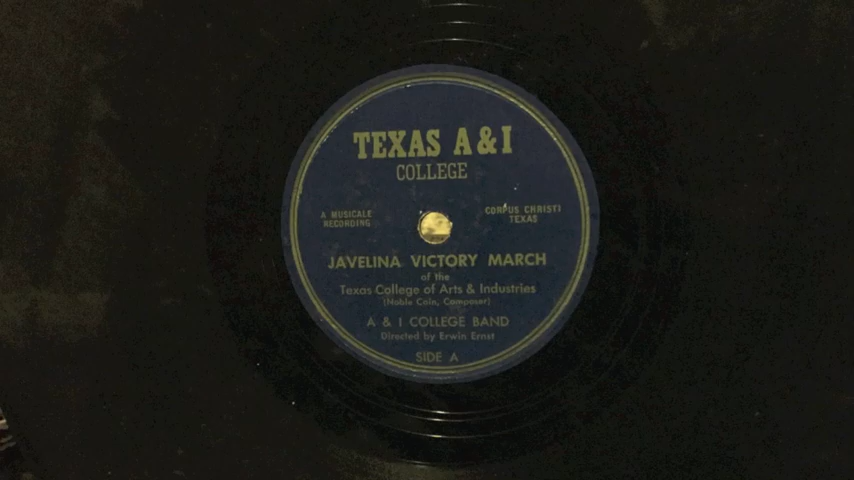 TEXAS A & I
COLLEGE
A MUSICALE
RECORDING
CORPUS CHRISTI
TEXAS
JAVELINA VICTORY MARCH
of the
Texas College of Arts & Industries
(Noble Cain, Composer)
A & I COLLEGE BAND
Directed by Erwin Ernst
SIDE A